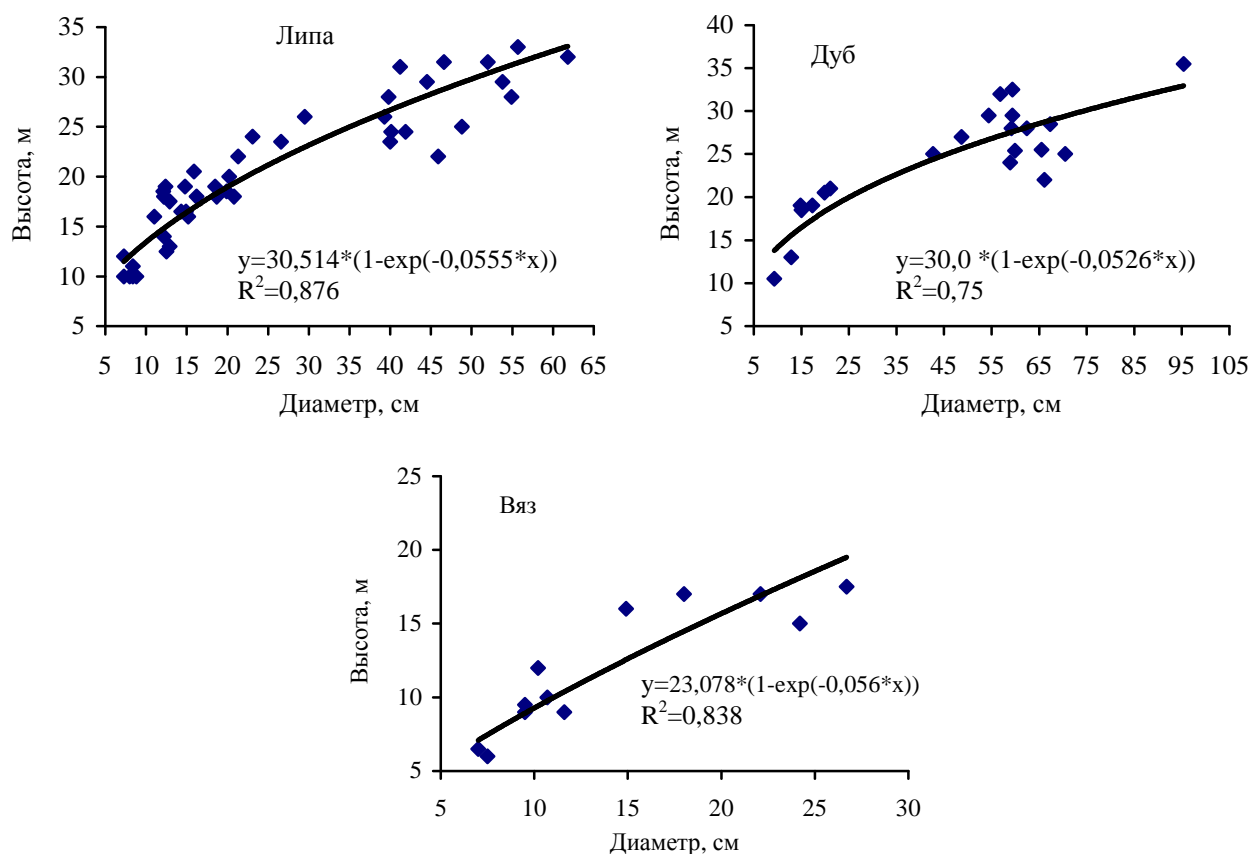 Липа
Высота, м
35
30
25
20
15
10
5
y=30,514*(1-exp(-0,0555*x))
R²=0,876
5 10 15 20 25 30 35 40 45 50 55 60 65
Диаметр, см
Дуб
Высота, м
40
35
30
25
20
15
10
5
y=30,0 *(1-exp(-0,0526*x))
R²=0,75
5 15 25 35 45 55 65 75 85 95 105
Диаметр, см
Вяз
Высота, м
25
20
15
10
5
y=23,078*(1-exp(-0,056*x))
R²=0,838
5 10 15 20 25 30
Диаметр, см